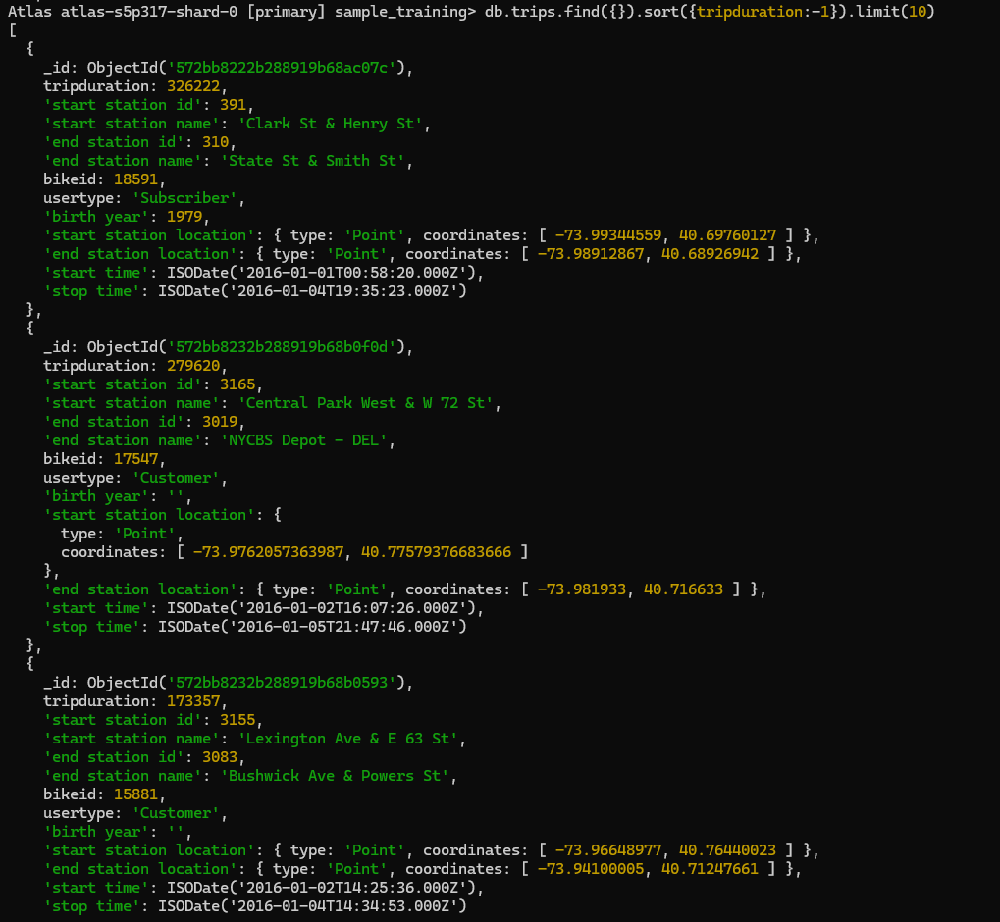 Atlas atlas-s5p317-shard-0 [primary] sample_training> db.trips.find({}).sort({tripduration:-1}).limit(10)
[
  {
    _id: ObjectId('572bb8222b288919b68ac07c'),
    tripduration: 326222,
    'start station id': 391,
    'start station name': 'Clark St & Henry St',
    'end station id': 310,
    'end station name': 'State St & Smith St',
    bikeid: 18591,
    usertype: 'Subscriber',
    'birth year': 1979,
    'start station location': { type: 'Point', coordinates: [ -73.99344559, 40.69760127 ] },
    'end station location': { type: 'Point', coordinates: [ -73.98912867, 40.68926942 ] },
    'start time': ISODate('2016-01-01T00:58:20.000Z'),
    'stop time': ISODate('2016-01-04T19:35:23.000Z')
  },
  {
    _id: ObjectId('572bb8232b288919b68b0f0d'),
    tripduration: 279620,
    'start station id': 3165,
    'start station name': 'Central Park West & W 72 St',
    'end station id': 3019,
    'end station name': 'NYCBS Depot - DEL',
    bikeid: 17547,
    usertype: 'Customer',
    'birth year': '',
    'start station location': {
      type: 'Point',
      coordinates: [ -73.9762057363987, 40.77579376683666 ]
    },
    'end station location': { type: 'Point', coordinates: [ -73.981933, 40.716633 ] },
    'start time': ISODate('2016-01-02T16:07:26.000Z'),
    'stop time': ISODate('2016-01-05T21:47:46.000Z')
  },
  {
    _id: ObjectId('572bb8232b288919b68b0593'),
    tripduration: 173357,
    'start station id': 3155,
    'start station name': 'Lexington Ave & E 63 St',
    'end station id': 3083,
    'end station name': 'Bushwick Ave & Powers St',
    bikeid: 15881,
    usertype: 'Customer',
    'birth year': '',
    'start station location': { type: 'Point', coordinates: [ -73.96648977, 40.76440023 ] },
    'end station location': { type: 'Point', coordinates: [ -73.94100005, 40.71247661 ] },
    'start time': ISODate('2016-01-02T14:25:36.000Z'),
    'stop time': ISODate('2016-01-04T14:34:53.000Z')